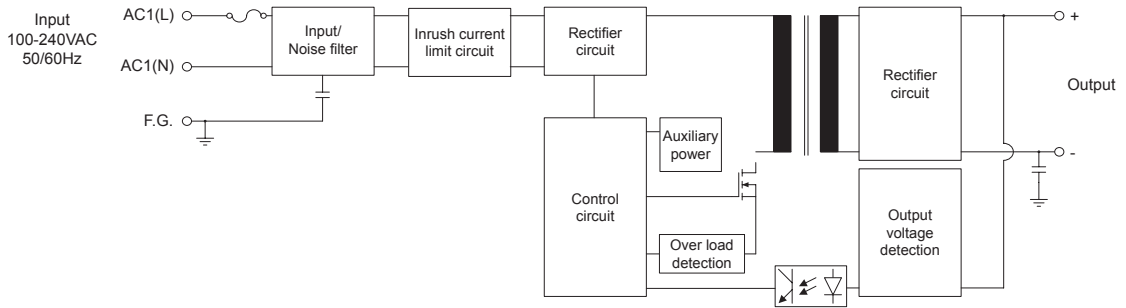 Input
100-240VAC
50/60Hz
AC1(L)
AC1(N)
F.G.
Input/
Noise filter
Inrush current
limit circuit
Rectifier
circuit
Control
circuit
Auxiliary
power
Over load
detection
Rectifier
circuit
Output
voltage
detection
+
Output
-